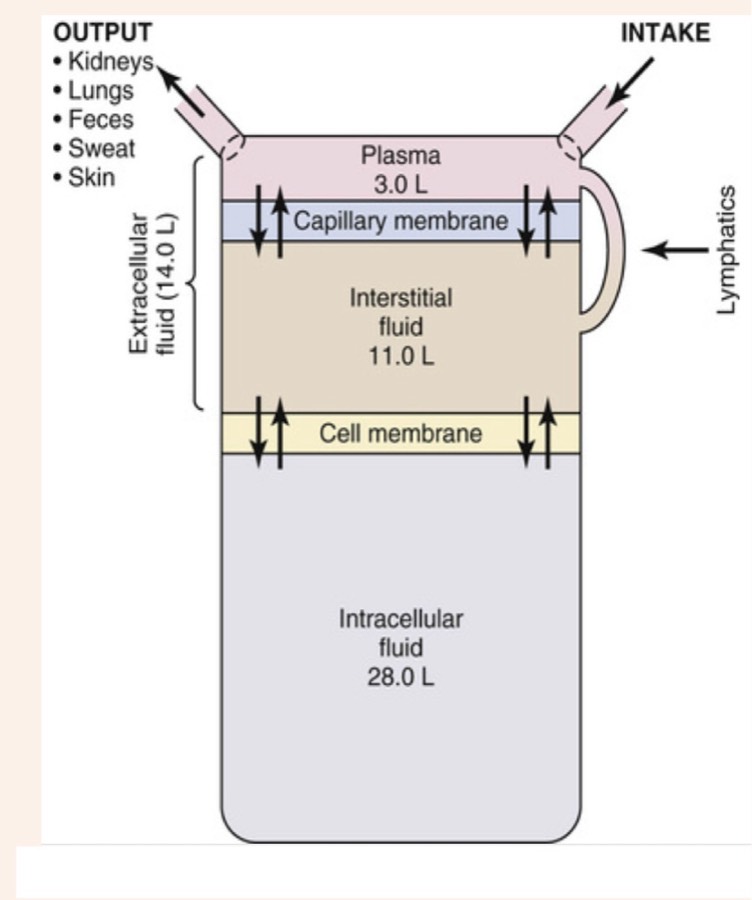 OUTPUT
• Kidneys
• Lungs
• Feces
• Sweat
• Skin
INTAKE
Plasma
3.0 L
Capillary membrane
Extracellular
fluid (14.0 L)
Lymphatics
Interstitial
fluid
11.0 L
Cell membrane
Intracellular
fluid
28.0 L